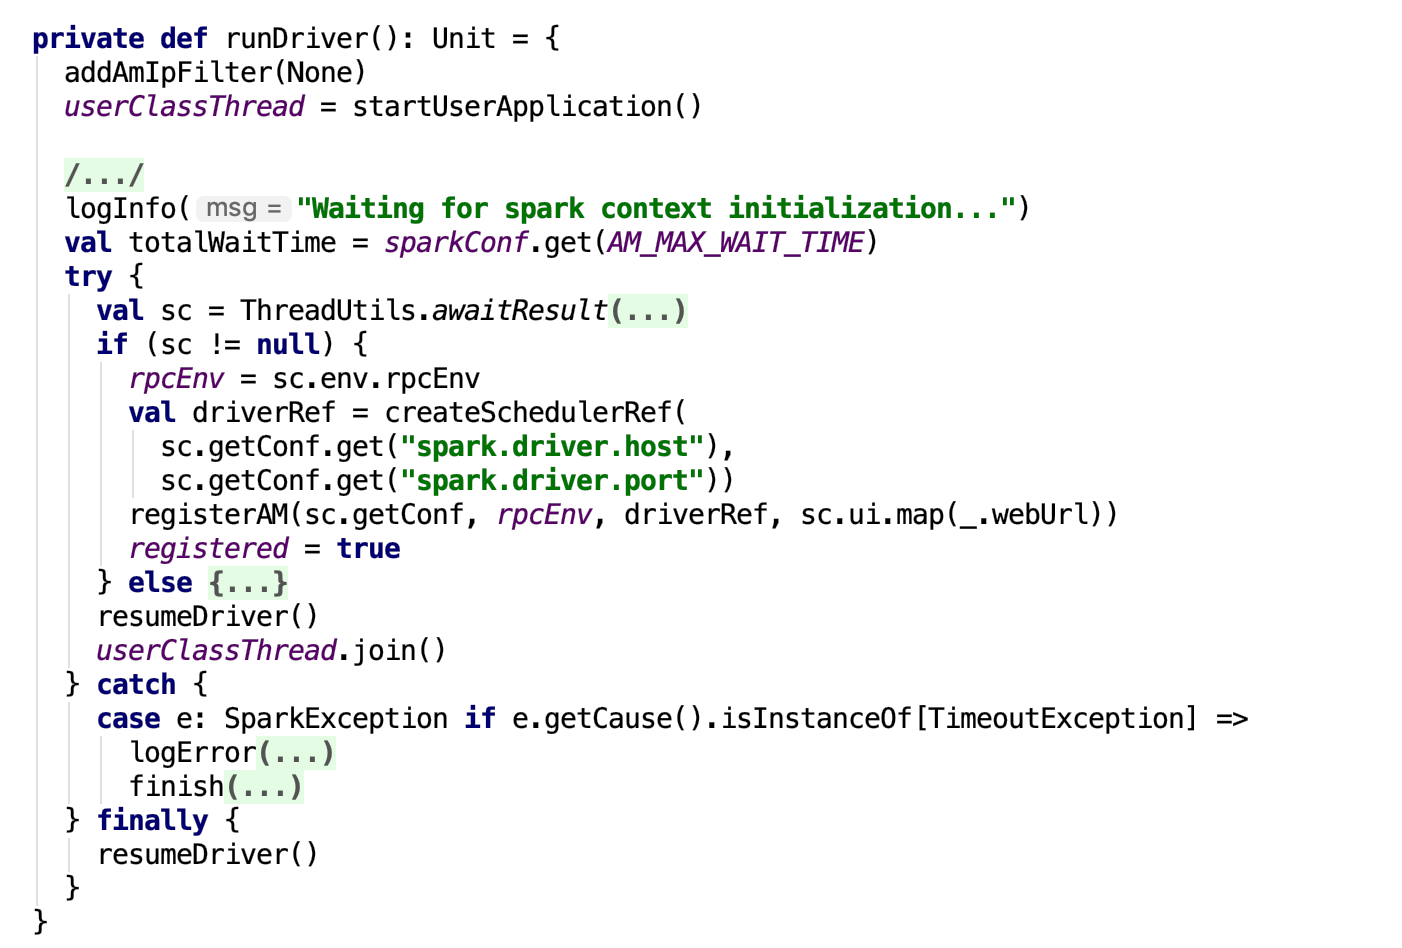 private def runDriver(): Unit = {
  addAmIpFilter(None)
  userClassThread = startUserApplication()

  /.../
  logInfo( msg = "Waiting for spark context initialization...")
  val totalWaitTime = sparkConf.get(AM_MAX_WAIT_TIME)
  try {
    val sc = ThreadUtils.awaitResult(...)
    if (sc != null) {
      rpcEnv = sc.env.rpcEnv
      val driverRef = createSchedulerRef(
        sc.getConf.get("spark.driver.host"),
        sc.getConf.get("spark.driver.port"))
      registerAM(sc.getConf, rpcEnv, driverRef, sc.ui.map(_.webUrl))
      registered = true
    } else {...}
    resumeDriver()
    userClassThread.join()
  } catch {
    case e: SparkException if e.getCause().isInstanceOf[TimeoutException] =>
      logError(...)
      finish(...)
  } finally {
    resumeDriver()
  }
}